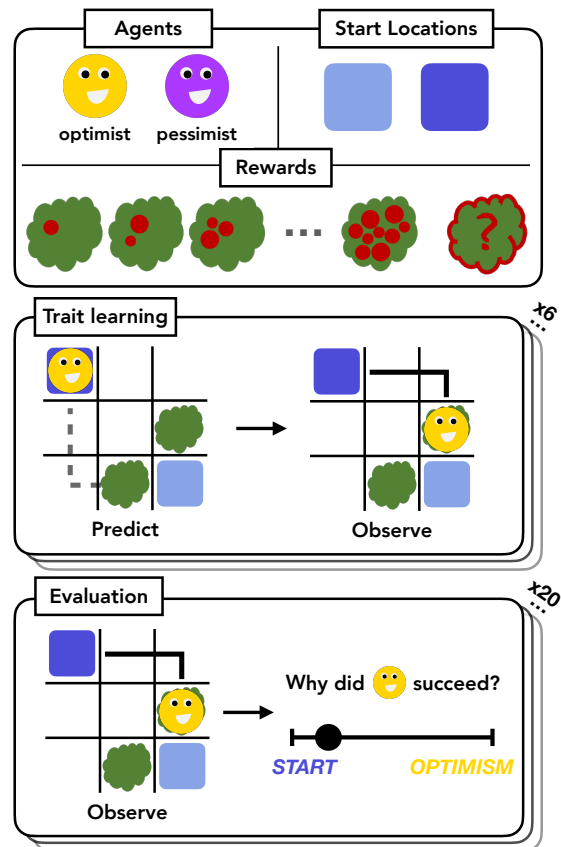 Agents
Start Locations
optimist
pessimist
Rewards
...
?
Trait learning
x6
...
Predict
Observe
Evaluation
x20
...
Why did succeed?
START
OPTIMISM
Observe